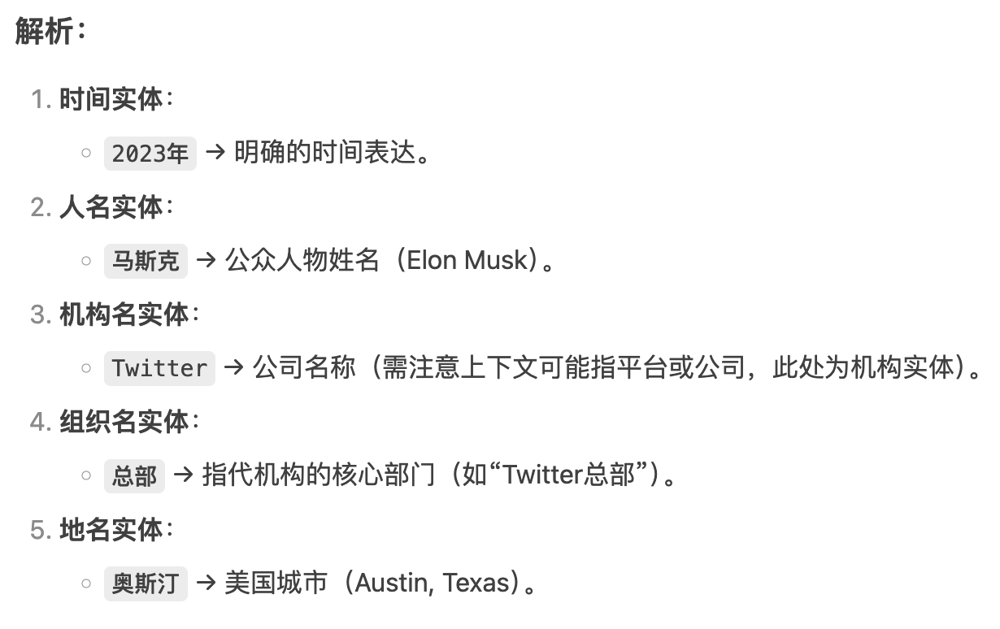 解析：
1. 时间实体：
○ 2023年 → 明确的时间表达。
2. 人名实体：
○ 马斯克 → 公众人物姓名（Elon Musk）。
3. 机构名实体：
○ Twitter → 公司名称（需注意上下文可能指平台或公司，此处为机构实体）。
4. 组织名实体：
○ 总部 → 指代机构的核心部门（如“Twitter总部”）。
5. 地名实体：
○ 奥斯汀 → 美国城市（Austin, Texas）。